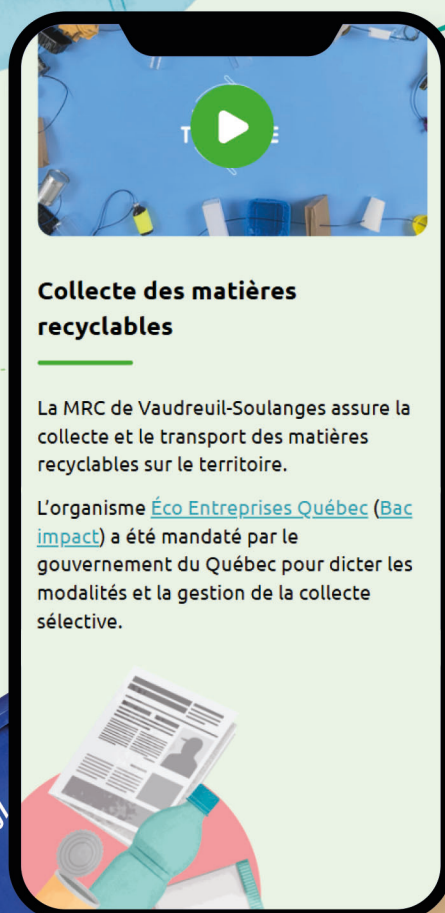 Collecte des matières
recyclables
La MRC de Vaudreuil-Soulanges assure la
collecte et le transport des matières
recyclables sur le territoire.
L’organisme Éco Entreprises Québec (Bac
impact) a été mandaté par le
gouvernement du Québec pour dicter les
modalités et la gestion de la collecte
sélective.